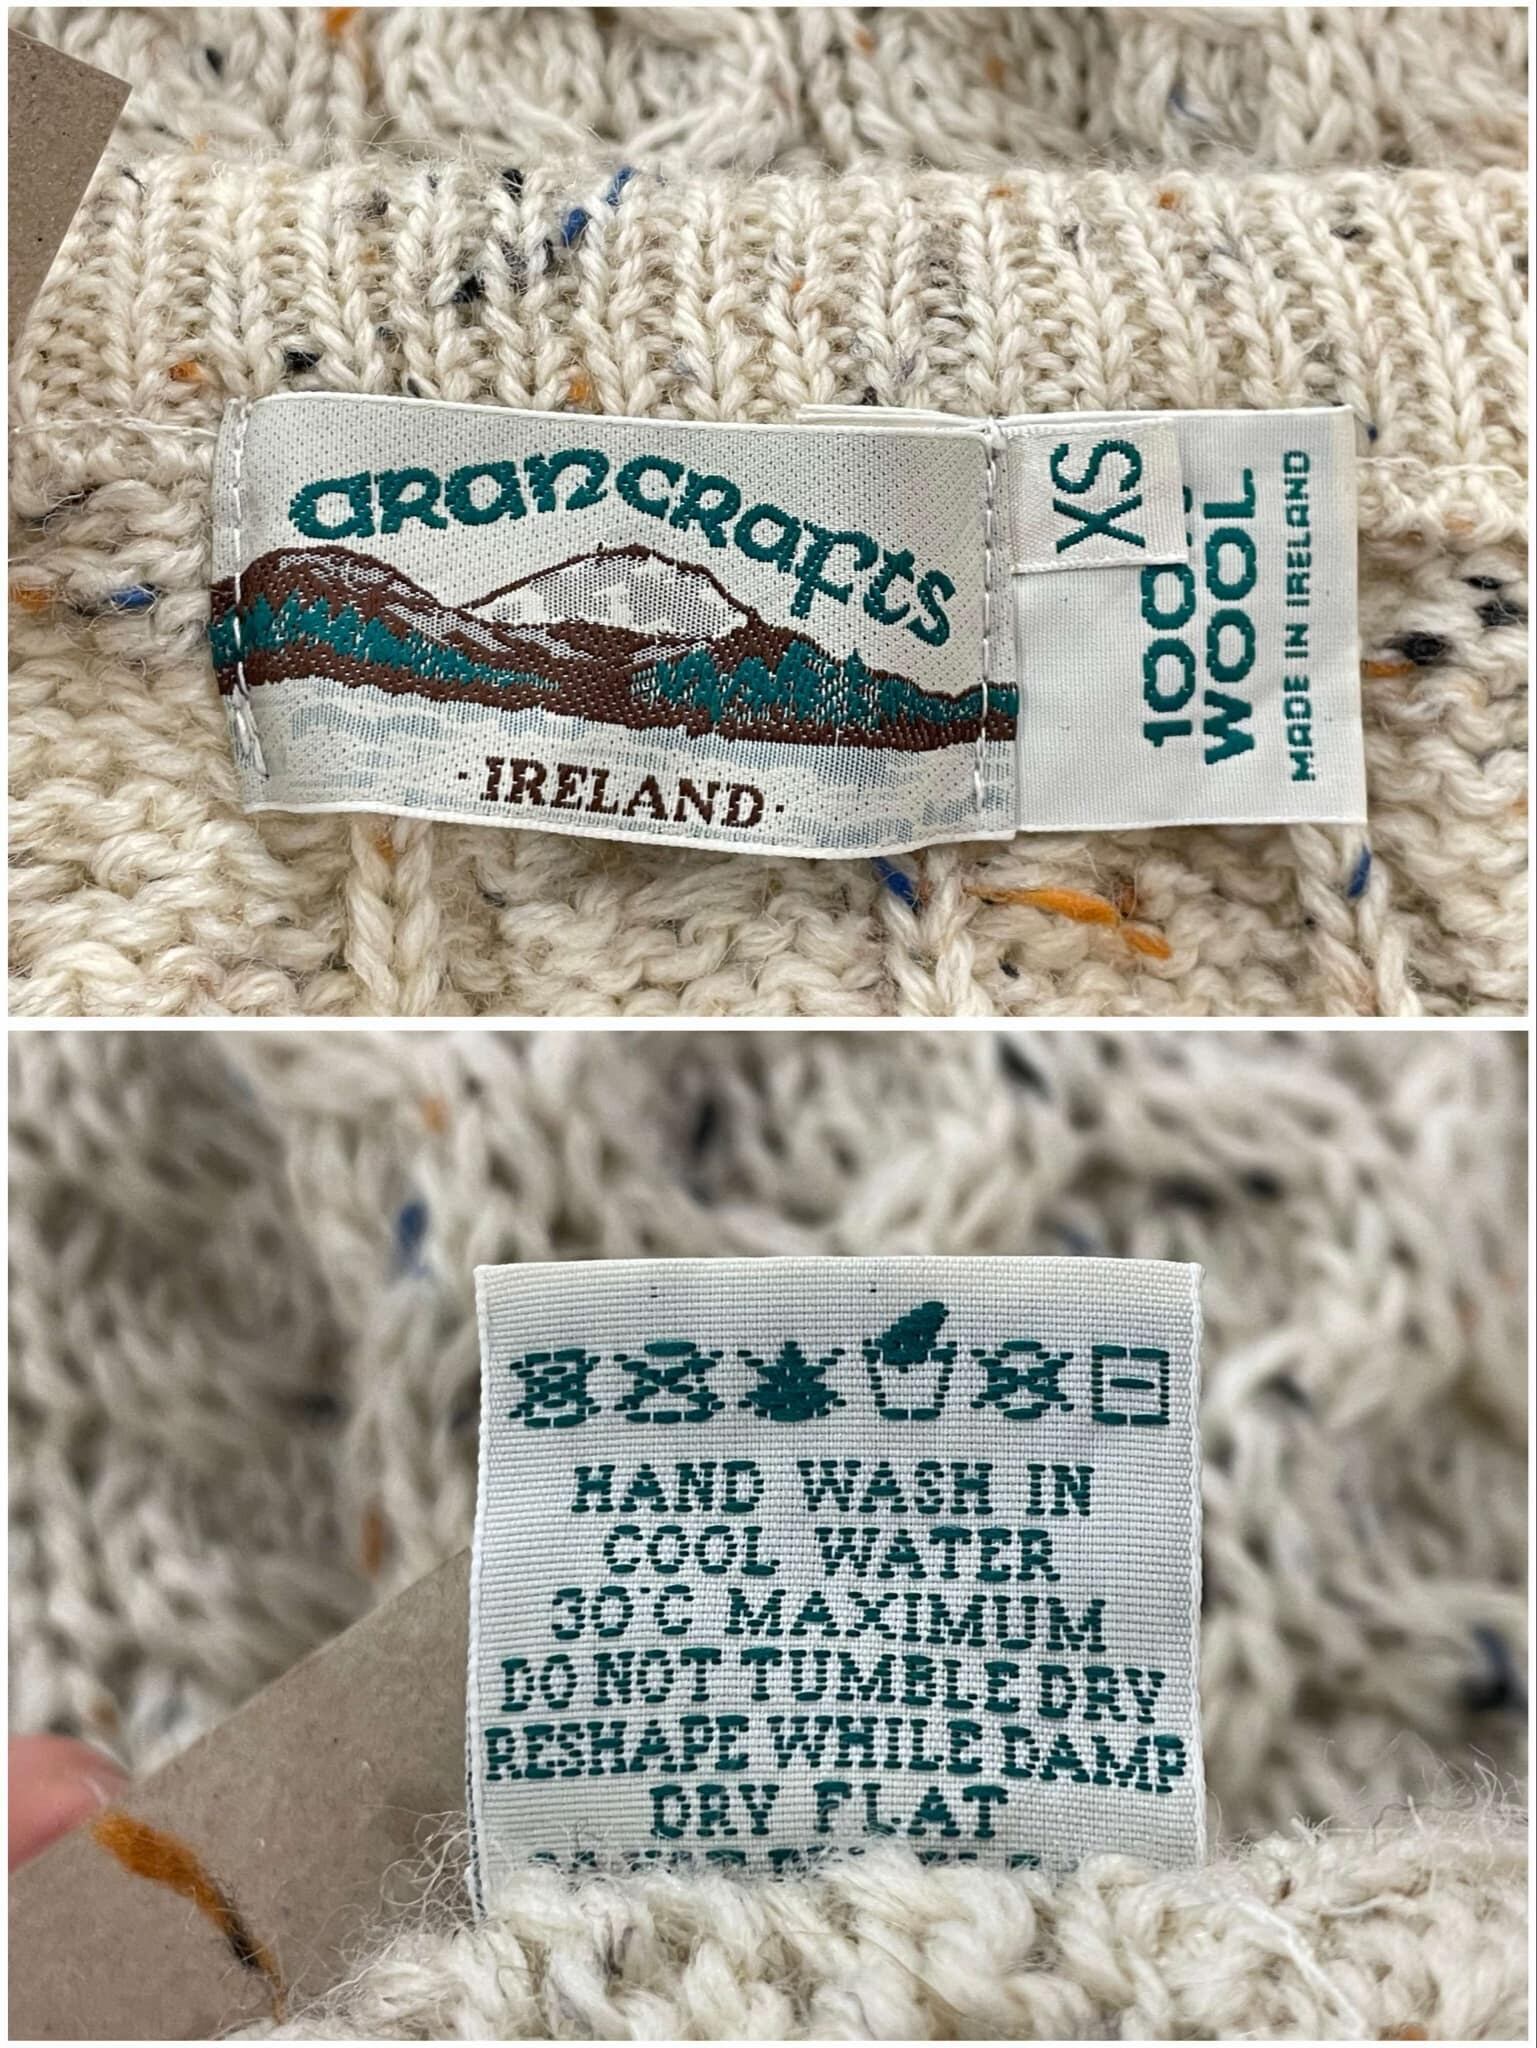 arancrafts
· IRELAND ·
XS
WOOL
MADE IN IRELAND
HAND WASH IN
COOL WATER
30°C MAXIMUM
DO NOT TUMBLE DRY
RESHAPE WHILE DAMP
DRY FLAT